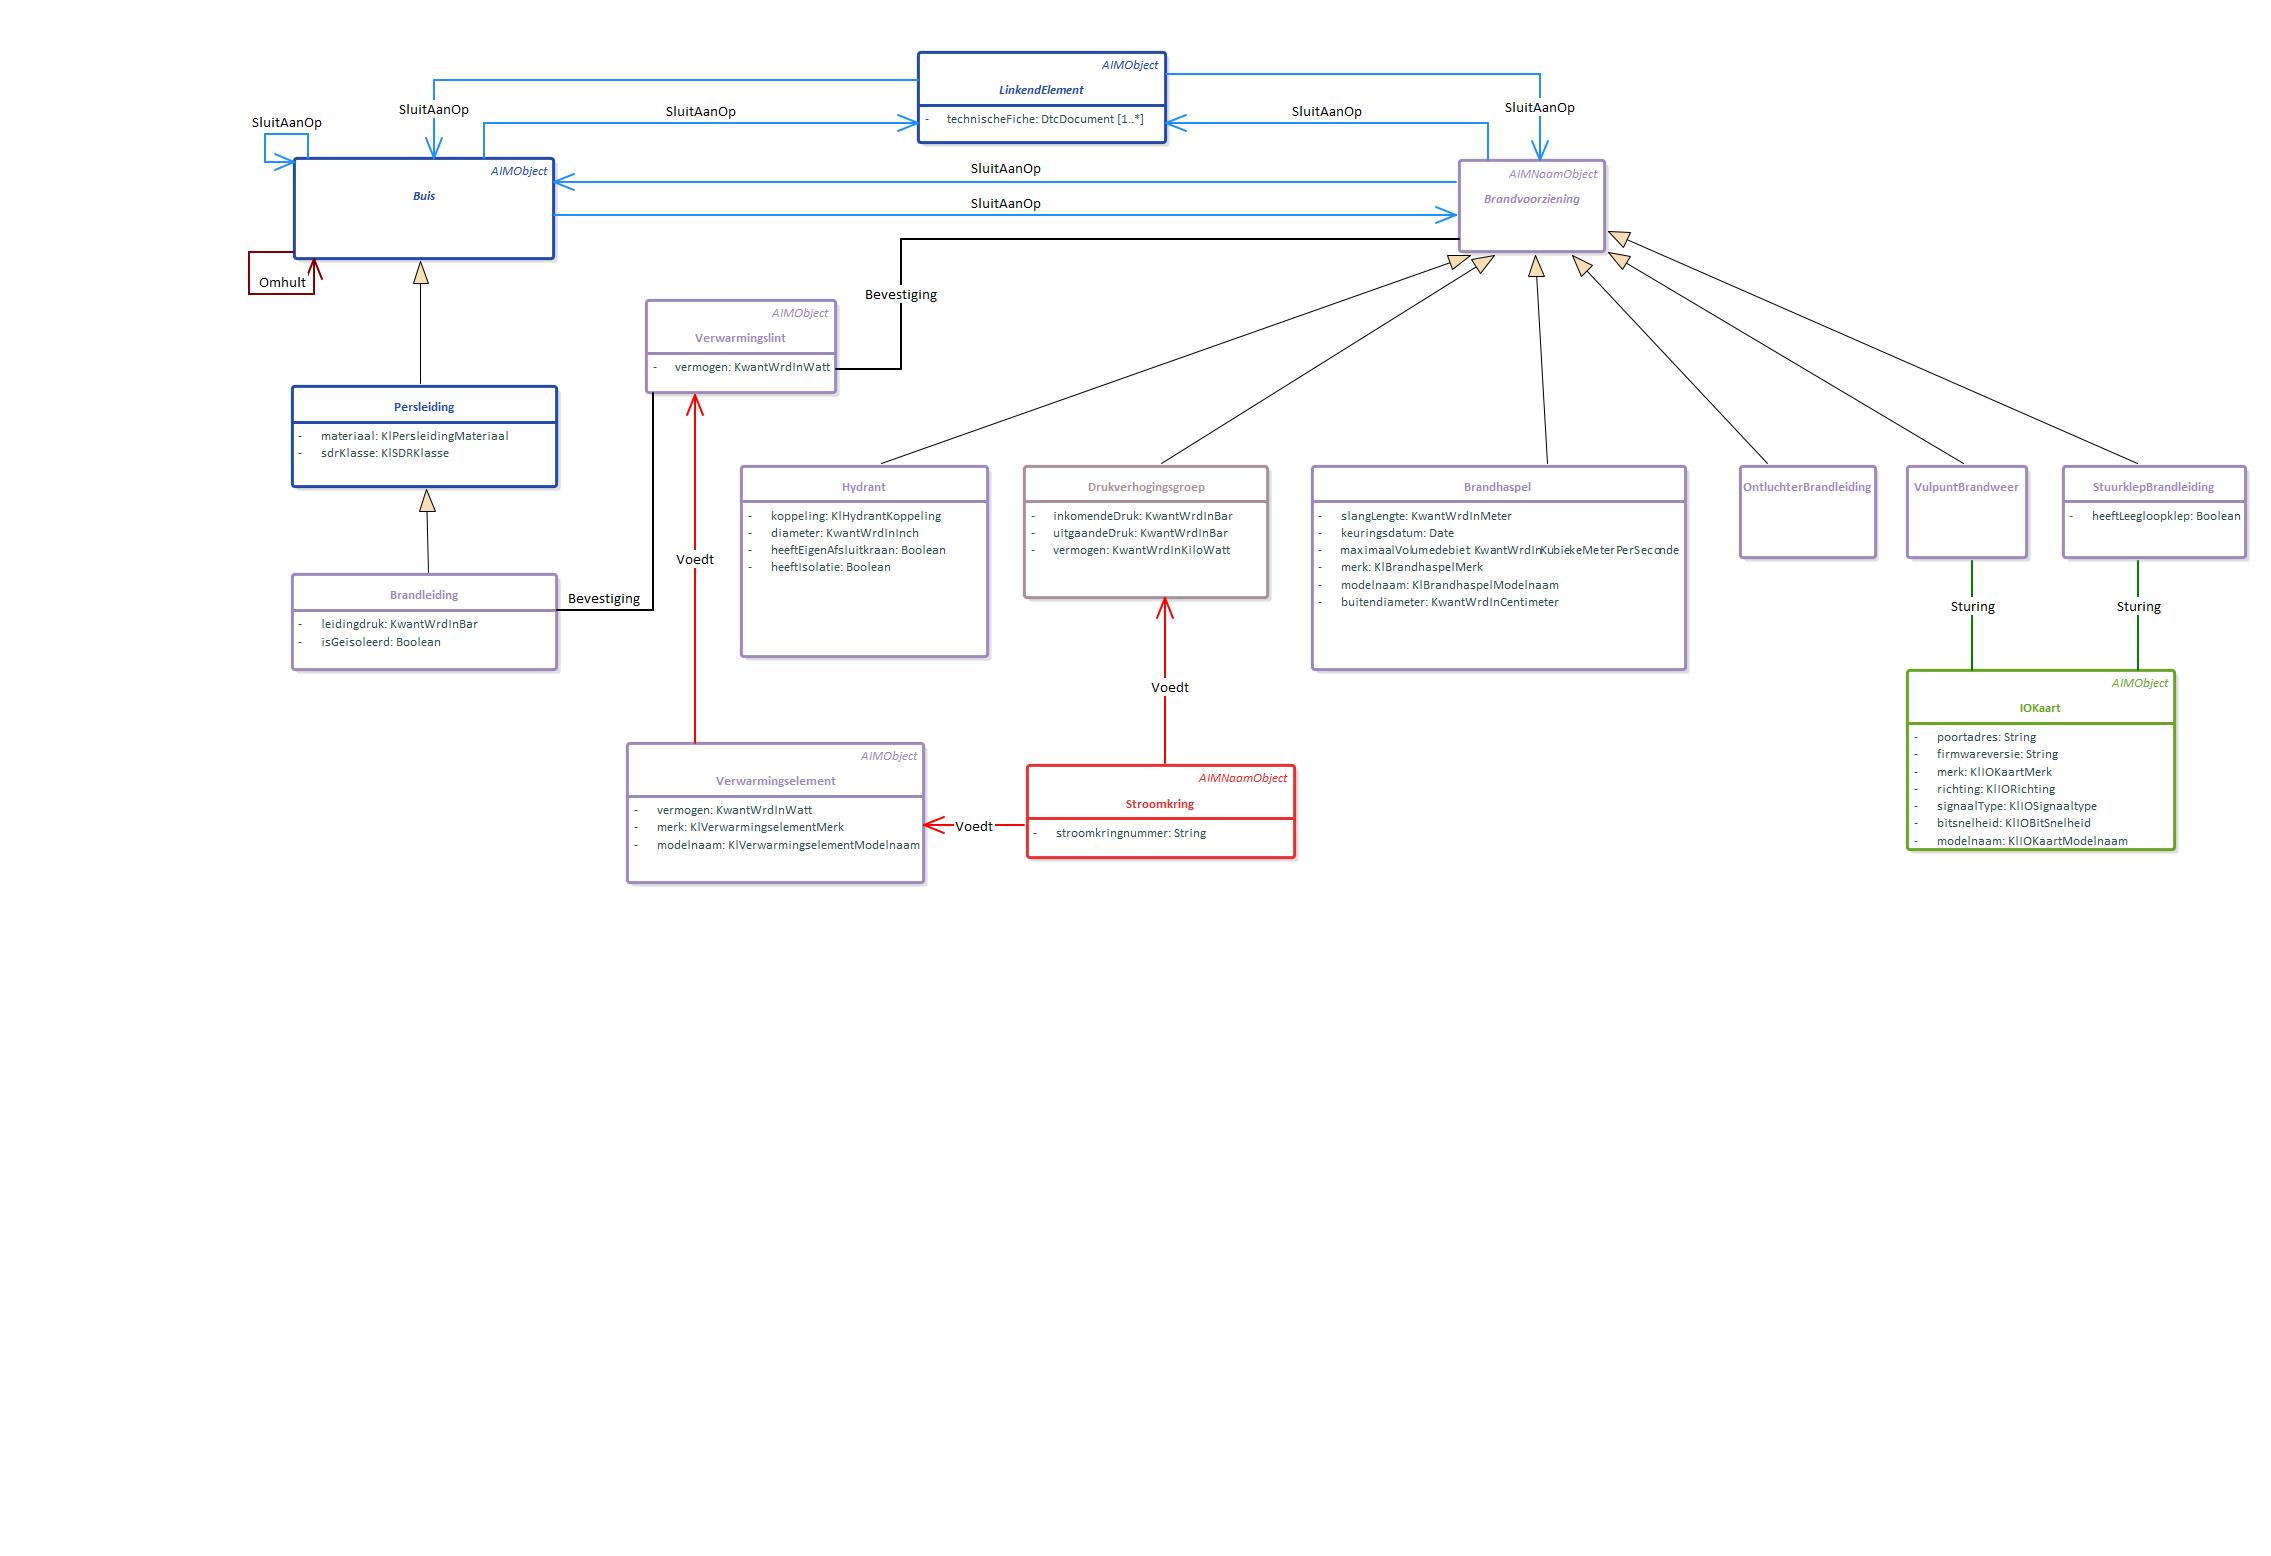 AIMObject
LinkendElement
- technischeFiche: DtcDocument [1..*]
SluitAanOp
SluitAanOp
SluitAanOp
SluitAanOp
SluitAanOp
SluitAanOp
SluitAanOp
AIMObject
Buis
Omhult
AIMNaamObject
Brandvoorziening
Bevestiging
AIMObject
Verwarmingslint
- vermogen: KwantWrdInWatt
Persleiding
- materiaal: KlPersleidingMateriaal
- sdrKlasse: KlSDRKlasse
Brandleiding
- leidingdruk: KwantWrdInBar
- isGeisoleerd: Boolean
Bevestiging
Voedt
Hydrant
- koppeling: KlHydrantKoppeling
- diameter: KwantWrdInInch
- heeftEigenAfsluitkraan: Boolean
- heeftIsolatie: Boolean
Drukverhogingsgroep
- inkomendeDruk: KwantWrdInBar
- uitgaandeDruk: KwantWrdInBar
- vermogen: KwantWrdInKiloWatt
Brandhaspel
- slangLengte: KwantWrdInMeter
- keuringsdatum: Date
- maximaalVolumedebiet: KwantWrdInKubiekeMeterPerSeconde
- merk: KlBrandhaspelMerk
- modelnaam: KlBrandhaspelModelnaam
- buitendiameter: KwantWrdInCentimeter
OntluchterBrandleiding
VulpuntBrandweer
StuurklepBrandleiding
- heeftLeegloopklep: Boolean
Sturing
Sturing
Voedt
AIMObject
IOKaart
- poortadres: String
- firmwareversie: String
- merk: KlIOKaartMerk
- richting: KlIORichting
- signaalType: KlIOSignaaltype
- bitsnelheid: KlIOBitSnelheid
- modelnaam: KlIOKaartModelnaam
AIMObject
Verwarmingselement
- vermogen: KwantWrdInWatt
- merk: KlVerwarmingselementMerk
- modelnaam: KlVerwarmingselementModelnaam
Voedt
AIMNaamObject
Stroomkring
- stroomkringnummer: String